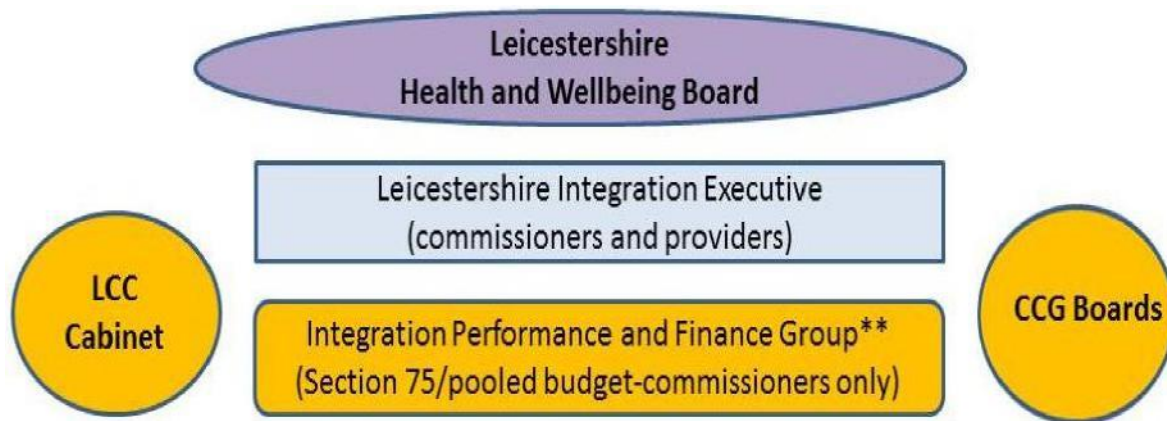 Leicestershire
Health and Wellbeing Board
Leicestershire Integration Executive
(commissioners and providers)
LCC
Cabinet
Integration Performance and Finance Group**
(Section 75/pooled budget-commissioners only)
CCG Boards